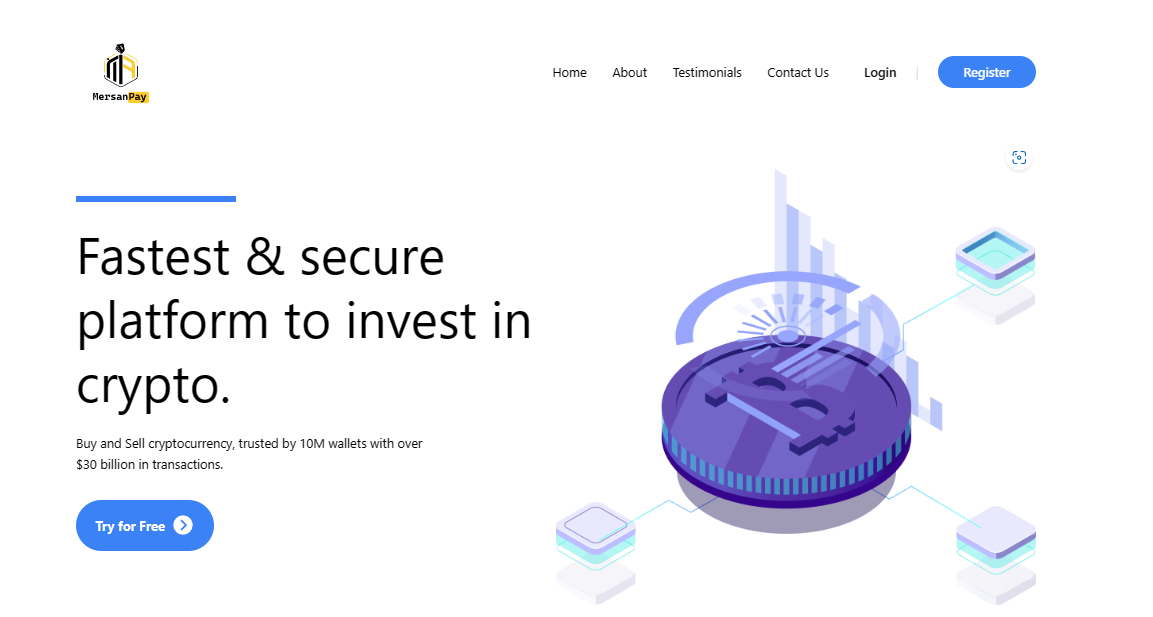 MersanPay
Home
About
Testimonials
Contact Us
Login
|
Register
Fastest & secure
platform to invest in
crypto.
Buy and Sell cryptocurrency, trusted by 10M wallets with over
$30 billion in transactions.
Try for Free